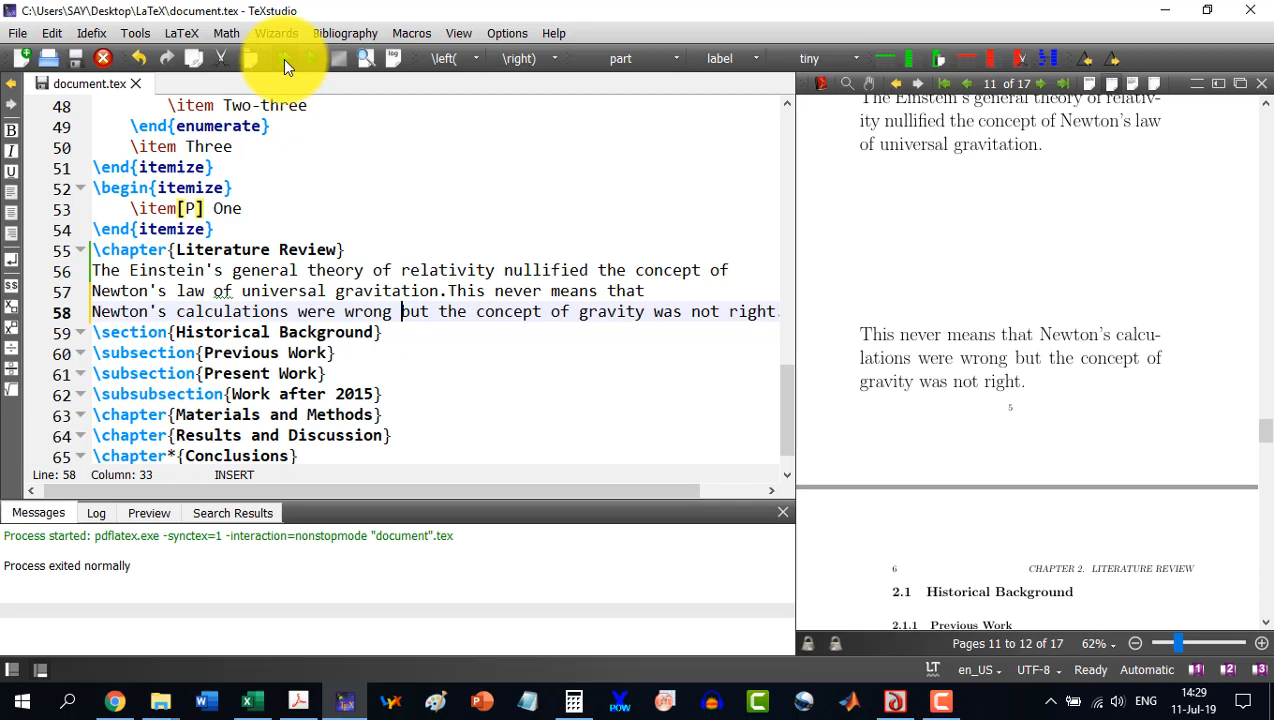 C:\Users\SAY\Desktop\LaTeX\document.tex - TeXstudio
File Edit Idefix Tools LaTeX Math Wizards Bibliography Macros View Options Help
\left( \right) part label tiny
document.tex
11 of 17
48 \item Two-three
49 \end{enumerate}
50 \item Three
51 \end{itemize}
52 \begin{itemize}
53 \item[P] One
54 \end{itemize}
55 \chapter{Literature Review}
56 The Einstein's general theory of relativity nullified the concept of
57 Newton's law of universal gravitation.This never means that
58 Newton's calculations were wrong but the concept of gravity was not right.
59 \section{Historical Background}
60 \subsection{Previous Work}
61 \subsection{Present Work}
62 \subsubsection{Work after 2015}
63 \chapter{Materials and Methods}
64 \chapter{Results and Discussion}
65 \chapter*{Conclusions}
Line: 58 Column: 33 INSERT
Messages Log Preview Search Results
Process started: pdflatex.exe -synctex=1 -interaction=nonstopmode "document".tex
Process exited normally
The Einstein's general theory of relativ-
ity nullified the concept of Newton's law
of universal gravitation.
This never means that Newton's calcu-
lations were wrong but the concept of
gravity was not right.
5
6 CHAPTER 2. LITERATURE REVIEW
2.1 Historical Background
2.1.1 Previous Work
Pages 11 to 12 of 17 62%
LT en_US UTF-8 Ready Automatic 1 2 3
ENG 14:29
11-Jul-19